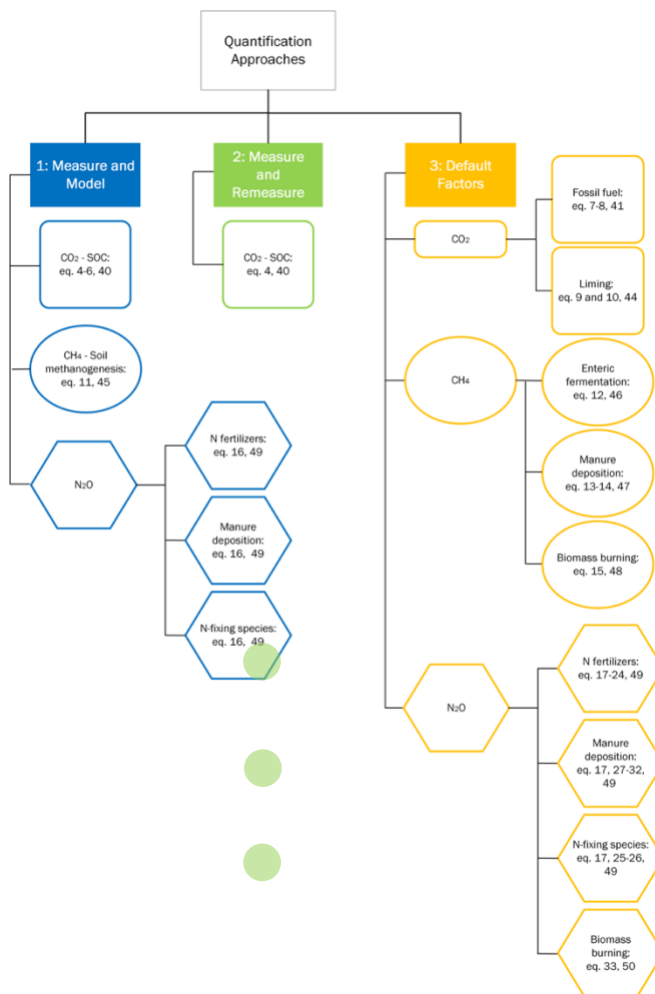 Quantification
Approaches
1: Measure and
Model
2: Measure
and
Remeasure
3: Default
Factors
CO₂ - SOC:
eq. 4-6, 40
CH₄ - Soil
methanogenesis:
eq. 11, 45
N₂O
N fertilizers:
eq. 16, 49
Manure
deposition:
eq. 16, 49
N-fixing species:
eq. 16, 49
CO₂ - SOC:
eq. 4, 40
CO₂
Fossil fuel:
eq. 7-8, 41
Liming:
eq. 9 and 10, 44
CH₄
Enteric
fermentation:
eq. 12, 46
Manure
deposition:
eq. 13-14, 47
Biomass burning:
eq. 15, 48
N₂O
N fertilizers:
eq. 17-24, 49
Manure
deposition:
eq. 17, 27-32,
49
N-fixing species:
eq. 17, 25-26,
49
Biomass
burning:
eq. 33, 50